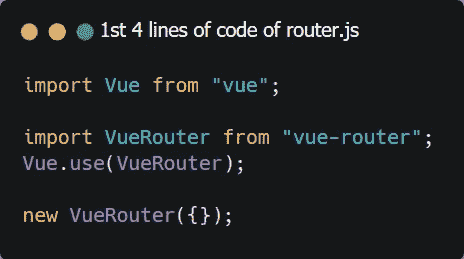 1st 4 lines of code of router.js
import Vue from "vue";
import VueRouter from "vue-router";
Vue.use(VueRouter);
new VueRouter({});